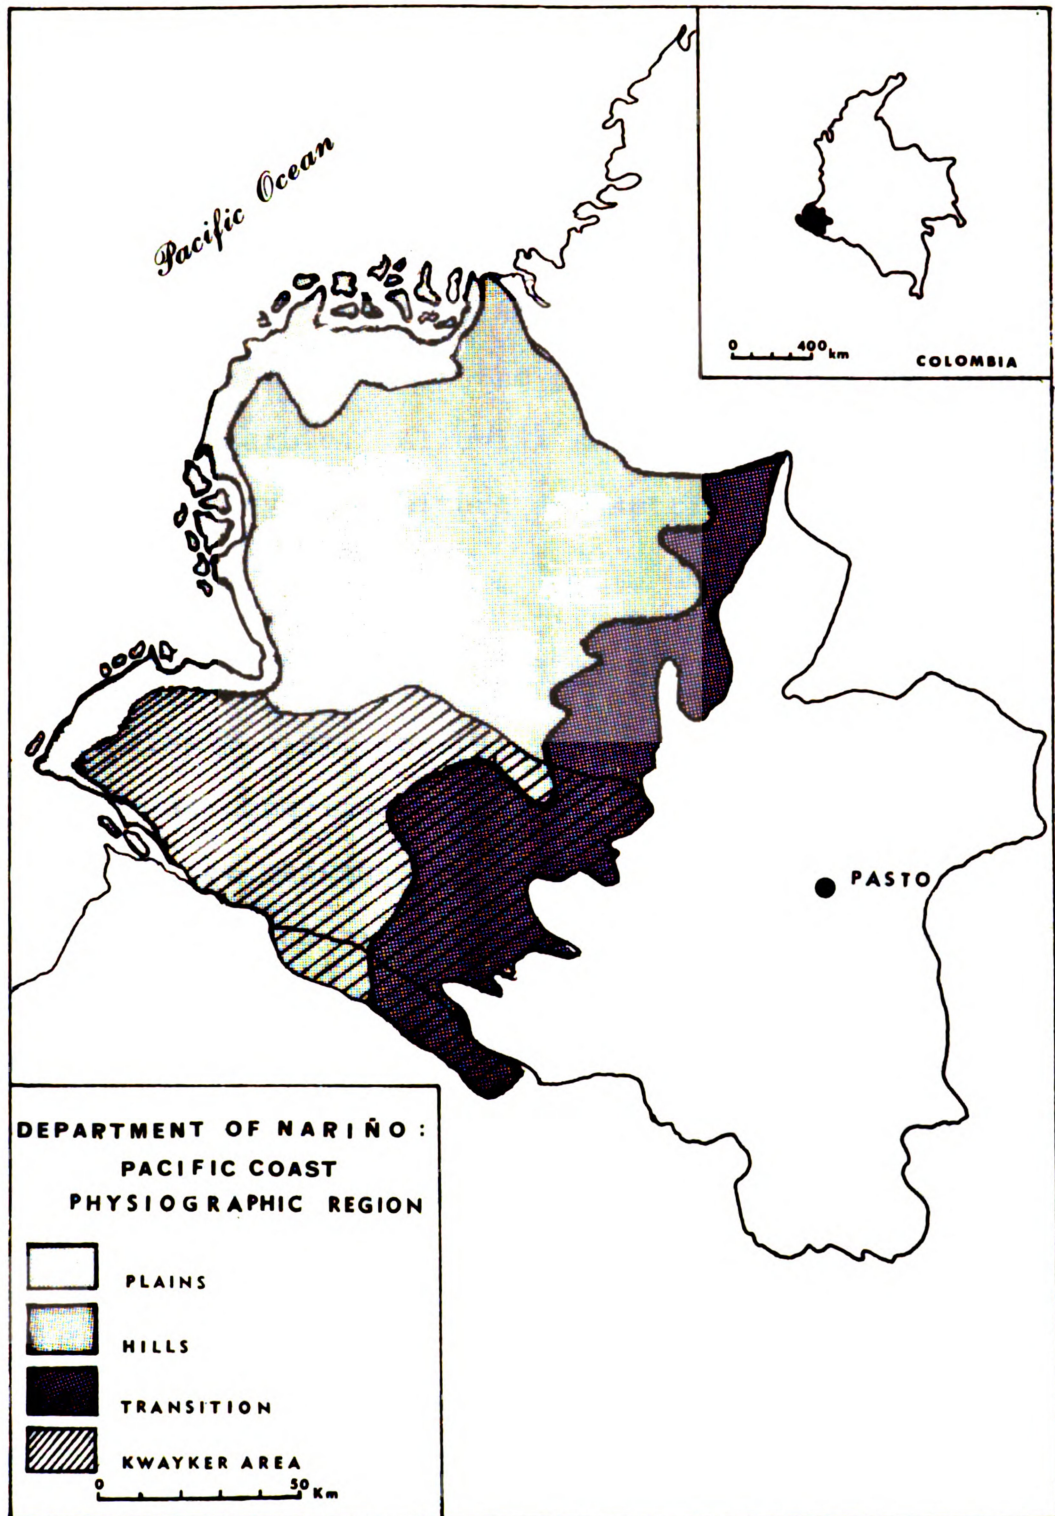 Pacific Ocean
0 400 km
COLOMBIA
PASTO
DEPARTMENT OF NARIÑO:
PACIFIC COAST
PHYSIOGRAPHIC REGION
PLAINS
HILLS
TRANSITION
KWAYKER AREA
0 50 Km